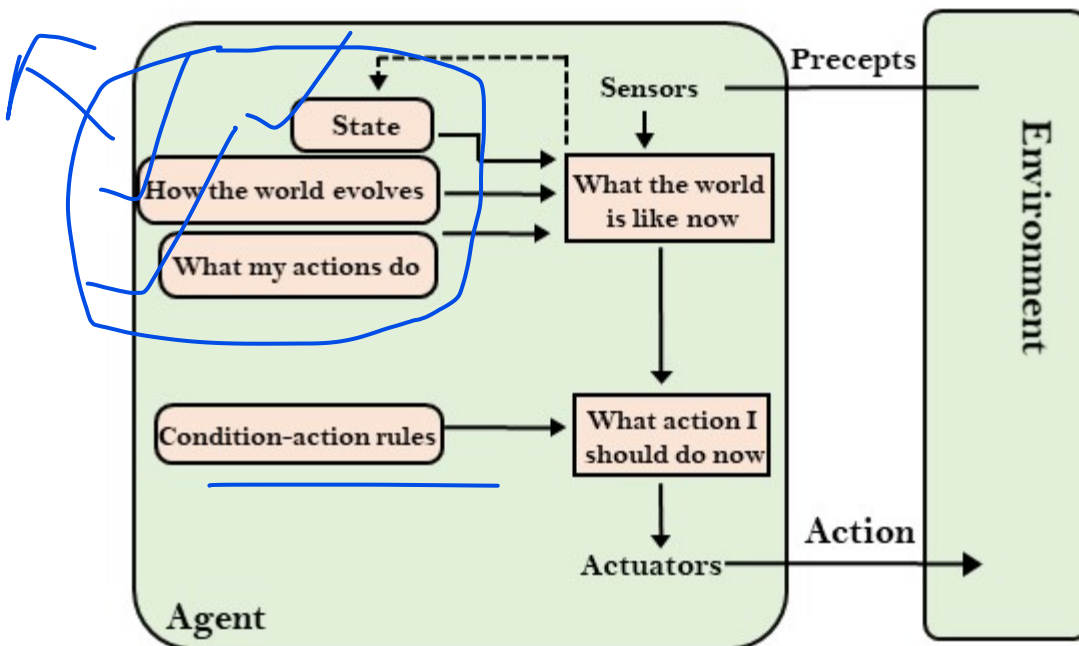 Precepts
Sensors
State
How the world evolves
What the world
is like now
What my actions do
Environment
Condition-action rules
What action I
should do now
Action
Actuators
Agent